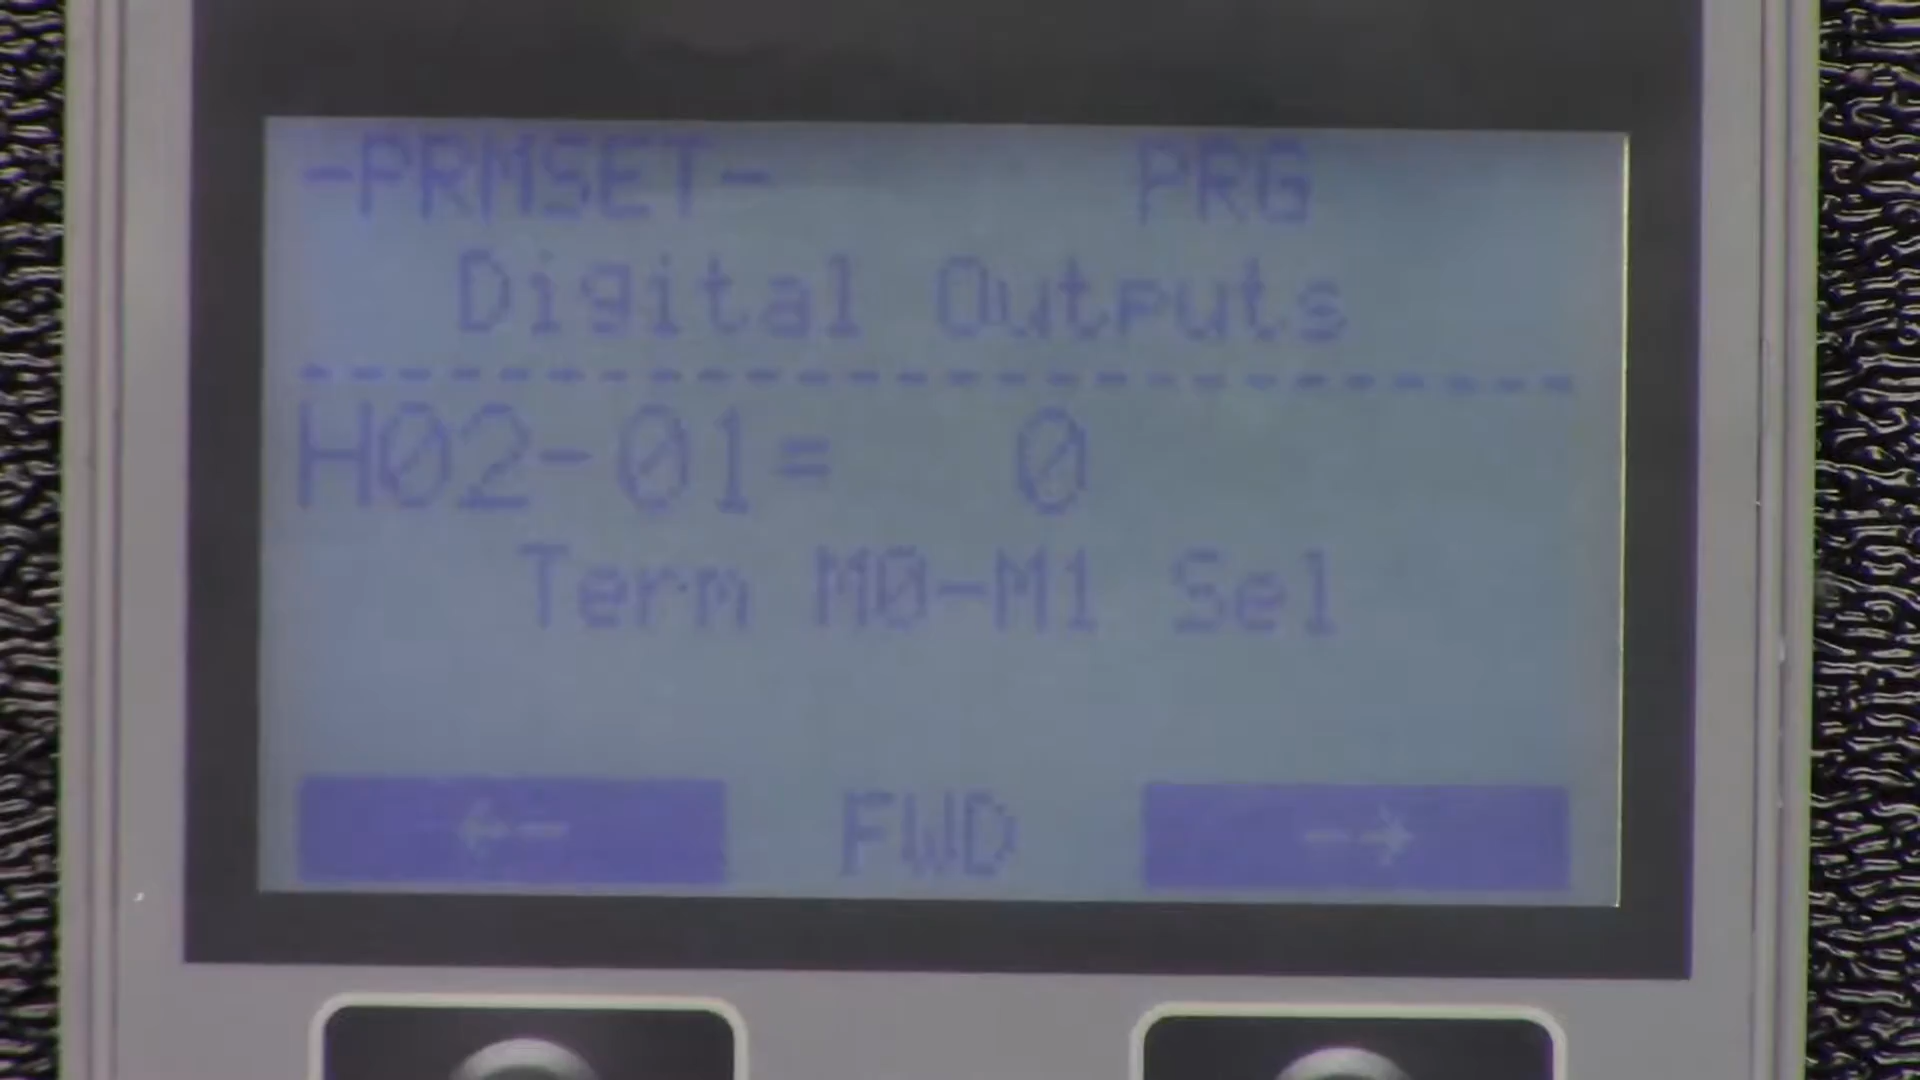 -PRMSET- PRG
Digital Outputs
--------------------------
H02-01= 0
Term M0-M1 Sel
← FWD →